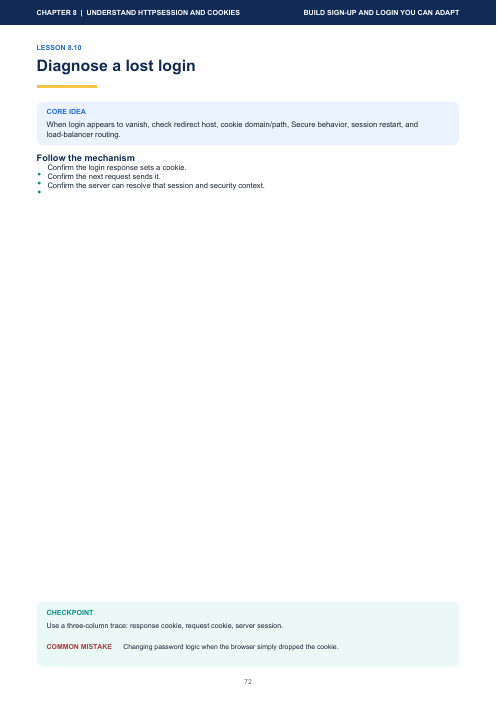 CHAPTER 8 | UNDERSTAND HTTPSESSION AND COOKIES
BUILD SIGN-UP AND LOGIN YOU CAN ADAPT
LESSON 8.10
Diagnose a lost login
CORE IDEA
When login appears to vanish, check redirect host, cookie domain/path, Secure behavior, session restart, and
load-balancer routing.
Follow the mechanism
Confirm the login response sets a cookie.
• Confirm the next request sends it.
• Confirm the server can resolve that session and security context.
•
CHECKPOINT
Use a three-column trace: response cookie, request cookie, server session.
COMMON MISTAKE Changing password logic when the browser simply dropped the cookie.
72